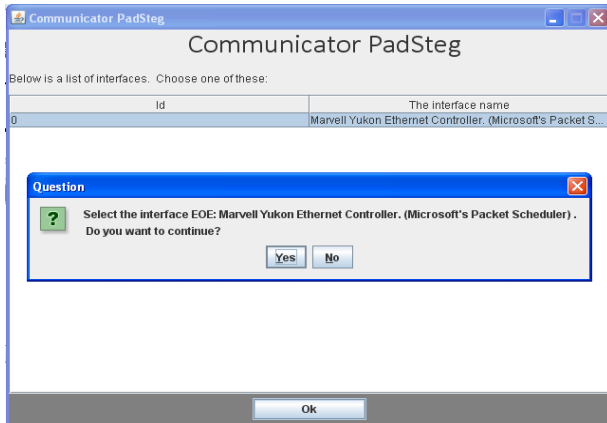 Communicator PadSteg
Communicator PadSteg
Below is a list of interfaces. Choose one of these:
Id The interface name
0 Marvell Yukon Ethernet Controller. (Microsoft's Packet S...
Question
Select the interface EOE: Marvell Yukon Ethernet Controller. (Microsoft's Packet Scheduler) .
Do you want to continue?
Yes No
Ok